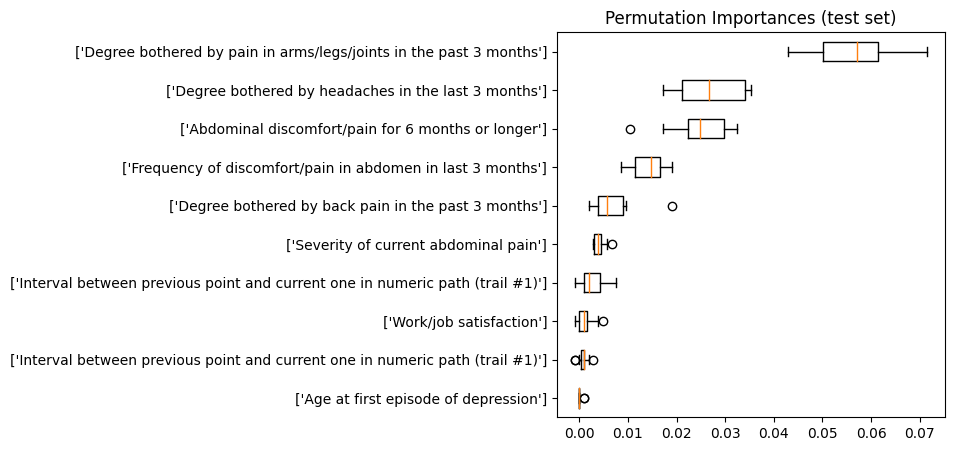 Permutation Importances (test set)
['Degree bothered by pain in arms/legs/joints in the past 3 months']
['Degree bothered by headaches in the last 3 months']
['Abdominal discomfort/pain for 6 months or longer']
['Frequency of discomfort/pain in abdomen in last 3 months']
['Degree bothered by back pain in the past 3 months']
['Severity of current abdominal pain']
['Interval between previous point and current one in numeric path (trail #1)']
['Work/job satisfaction']
['Interval between previous point and current one in numeric path (trail #1)']
['Age at first episode of depression']
0.00 0.01 0.02 0.03 0.04 0.05 0.06 0.07